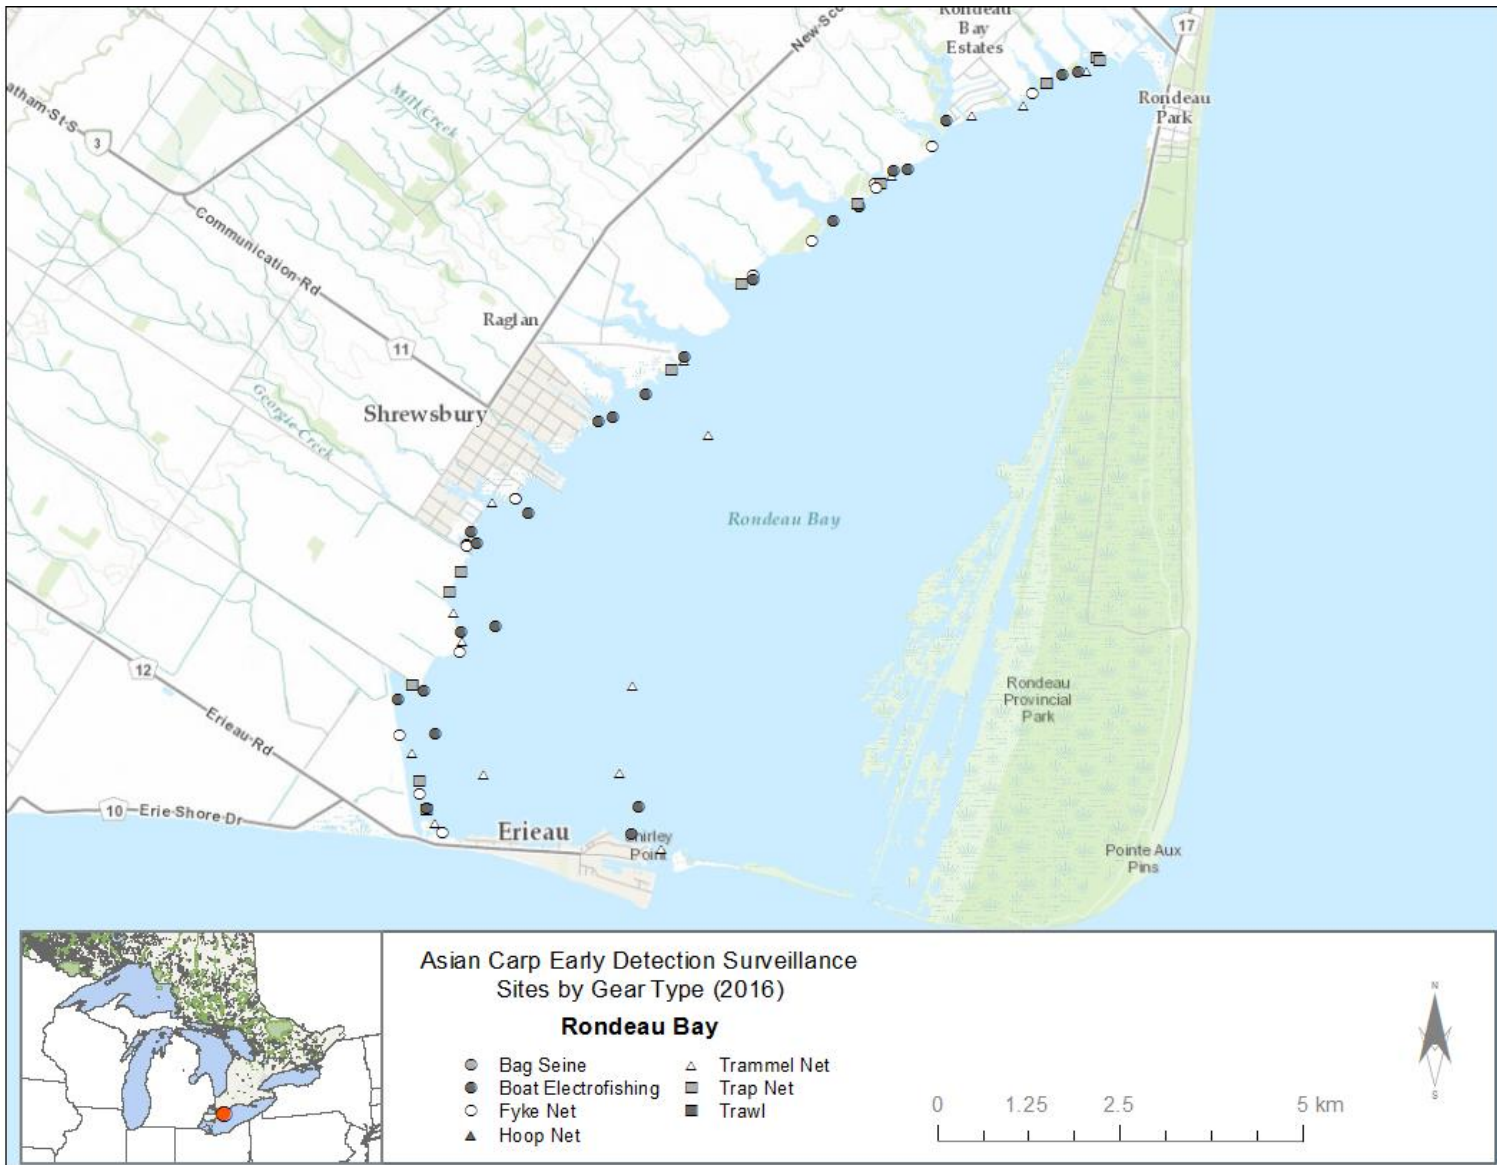 Rondeau
Bay
Estates
17
New-Sco
Mill Creek
Rondeau
Park
atham-St-S
3
Communication-Rd
Raglan
11
Georgie Creek
Shrewsbury
Rondeau Bay
12
Rondeau
Provincial
Park
Erieau-Rd
10
Erie-Shore-Dr
Erieau
Shirley
Point
Pointe Aux
Pins
Asian Carp Early Detection Surveillance
Sites by Gear Type (2016)
Rondeau Bay
Bag Seine
Boat Electrofishing
Fyke Net
Hoop Net
Trammel Net
Trap Net
Trawl
0 1.25 2.5 5 km
N
S